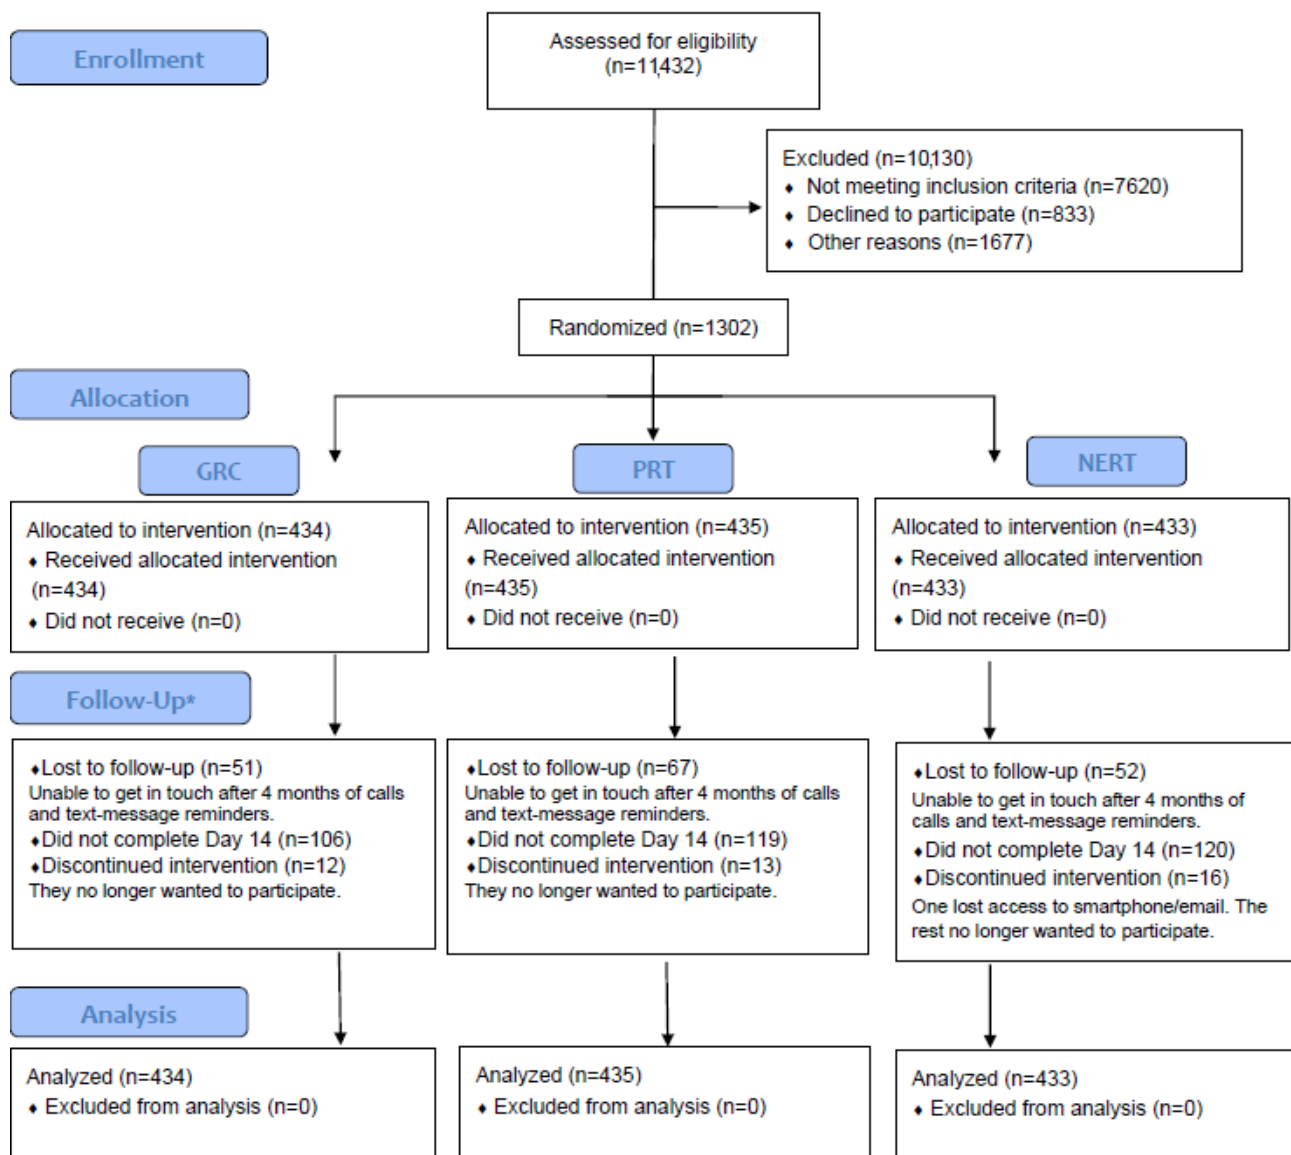 Enrollment
Assessed for eligibility
(n=11,432)
Excluded (n=10,130)
♦ Not meeting inclusion criteria (n=7620)
♦ Declined to participate (n=833)
♦ Other reasons (n=1677)
Randomized (n=1302)
Allocation
GRC
Allocated to intervention (n=434)
♦ Received allocated intervention
(n=434)
♦ Did not receive (n=0)
PRT
Allocated to intervention (n=435)
♦ Received allocated intervention
(n=435)
♦ Did not receive (n=0)
NERT
Allocated to intervention (n=433)
♦ Received allocated intervention
(n=433)
♦ Did not receive (n=0)
Follow-Up*
♦Lost to follow-up (n=51)
Unable to get in touch after 4 months of calls
and text-message reminders.
♦Did not complete Day 14 (n=106)
♦Discontinued intervention (n=12)
They no longer wanted to participate.
♦Lost to follow-up (n=67)
Unable to get in touch after 4 months of calls
and text-message reminders.
♦Did not complete Day 14 (n=119)
♦Discontinued intervention (n=13)
They no longer wanted to participate.
♦Lost to follow-up (n=52)
Unable to get in touch after 4 months of
calls and text-message reminders.
♦Did not complete Day 14 (n=120)
♦Discontinued intervention (n=16)
One lost access to smartphone/email. The
rest no longer wanted to participate.
Analysis
Analyzed (n=434)
♦ Excluded from analysis (n=0)
Analyzed (n=435)
♦ Excluded from analysis (n=0)
Analyzed (n=433)
♦ Excluded from analysis (n=0)